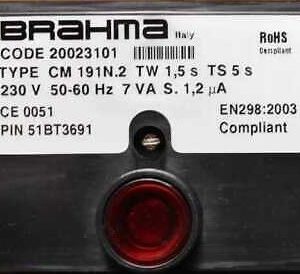 BRAHMA Italy
RoHS
Compliant
CODE 20023101
TYPE CM 191N.2 TW 1,5 s TS 5 s
230 V 50-60 Hz 7 VA S. 1,2 µA
CE 0051
EN298:2003
PIN 51BT3691
Compliant